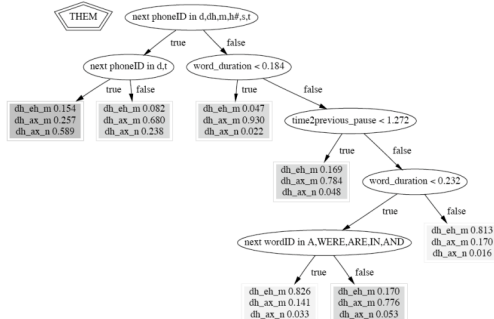 THEM
next phoneID in d,dh,m,h#,s,t
true
false
next phoneID in d,t
word_duration < 0.184
true
false
true
false
dh_eh_m 0.154
dh_ax_m 0.257
dh_ax_n 0.589
dh_eh_m 0.082
dh_ax_m 0.680
dh_ax_n 0.238
dh_eh_m 0.047
dh_ax_m 0.930
dh_ax_n 0.022
time2previous_pause < 1.272
true
false
dh_eh_m 0.169
dh_ax_m 0.784
dh_ax_n 0.048
word_duration < 0.232
true
false
next wordID in A,WERE,ARE,IN,AND
dh_eh_m 0.813
dh_ax_m 0.170
dh_ax_n 0.016
true
false
dh_eh_m 0.826
dh_ax_m 0.141
dh_ax_n 0.033
dh_eh_m 0.170
dh_ax_m 0.776
dh_ax_n 0.053